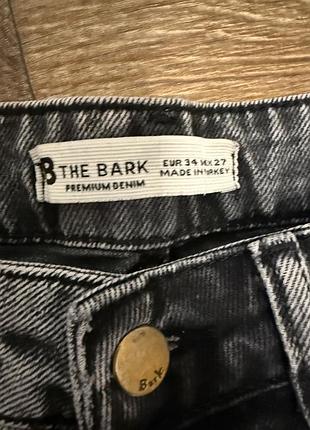 B THE BARK
PREMIUM DENIM
EUR 34 MX 27
MADE IN TURKEY
Bark